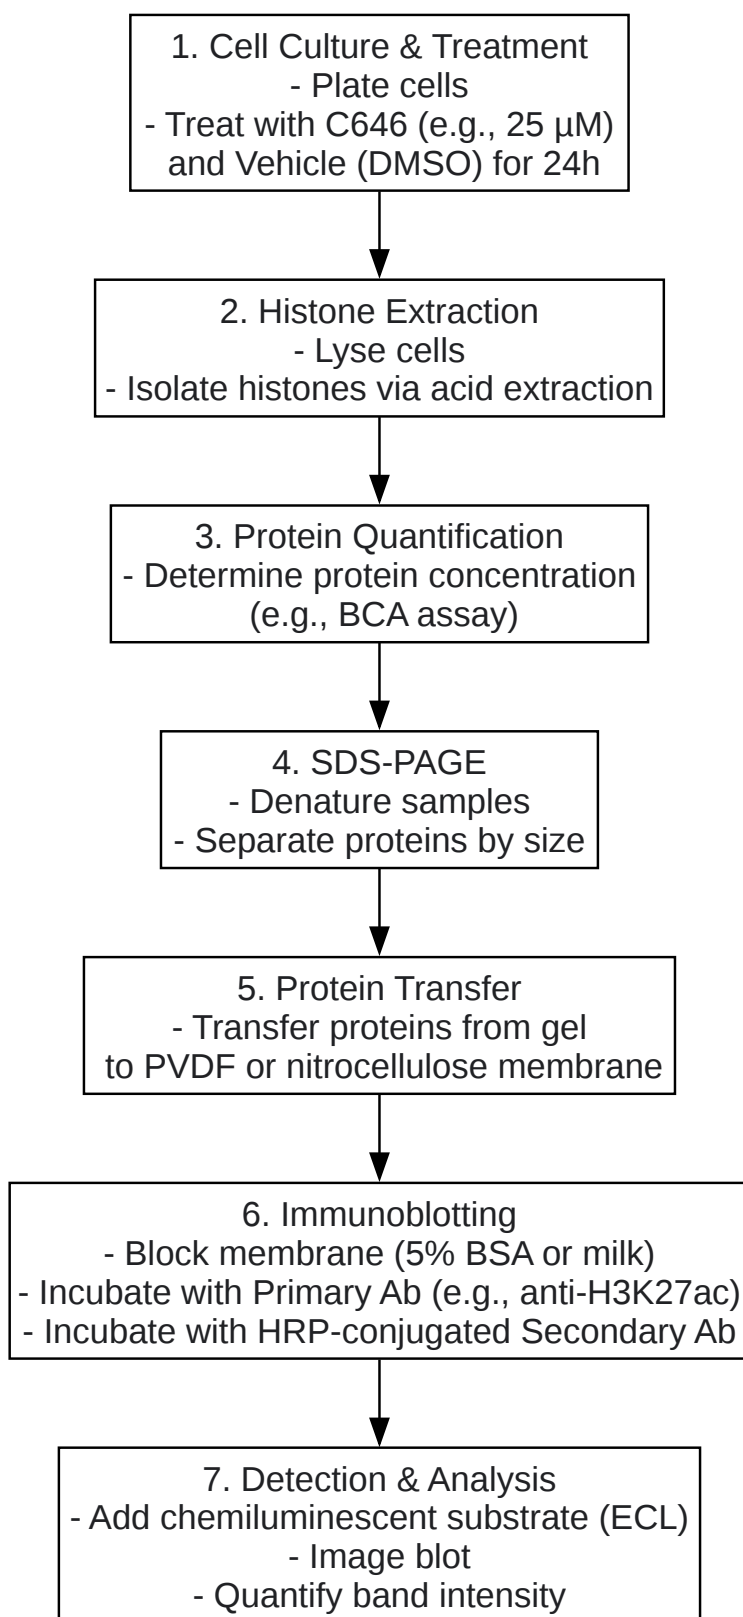 1. Cell Culture & Treatment
- Plate cells
- Treat with C646 (e.g., 25 µM)
and Vehicle (DMSO) for 24h
2. Histone Extraction
- Lyse cells
- Isolate histones via acid extraction
3. Protein Quantification
- Determine protein concentration
(e.g., BCA assay)
4. SDS-PAGE
- Denature samples
- Separate proteins by size
5. Protein Transfer
- Transfer proteins from gel
to PVDF or nitrocellulose membrane
6. Immunoblotting
- Block membrane (5% BSA or milk)
- Incubate with Primary Ab (e.g., anti-H3K27ac)
- Incubate with HRP-conjugated Secondary Ab
7. Detection & Analysis
- Add chemiluminescent substrate (ECL)
- Image blot
- Quantify band intensity